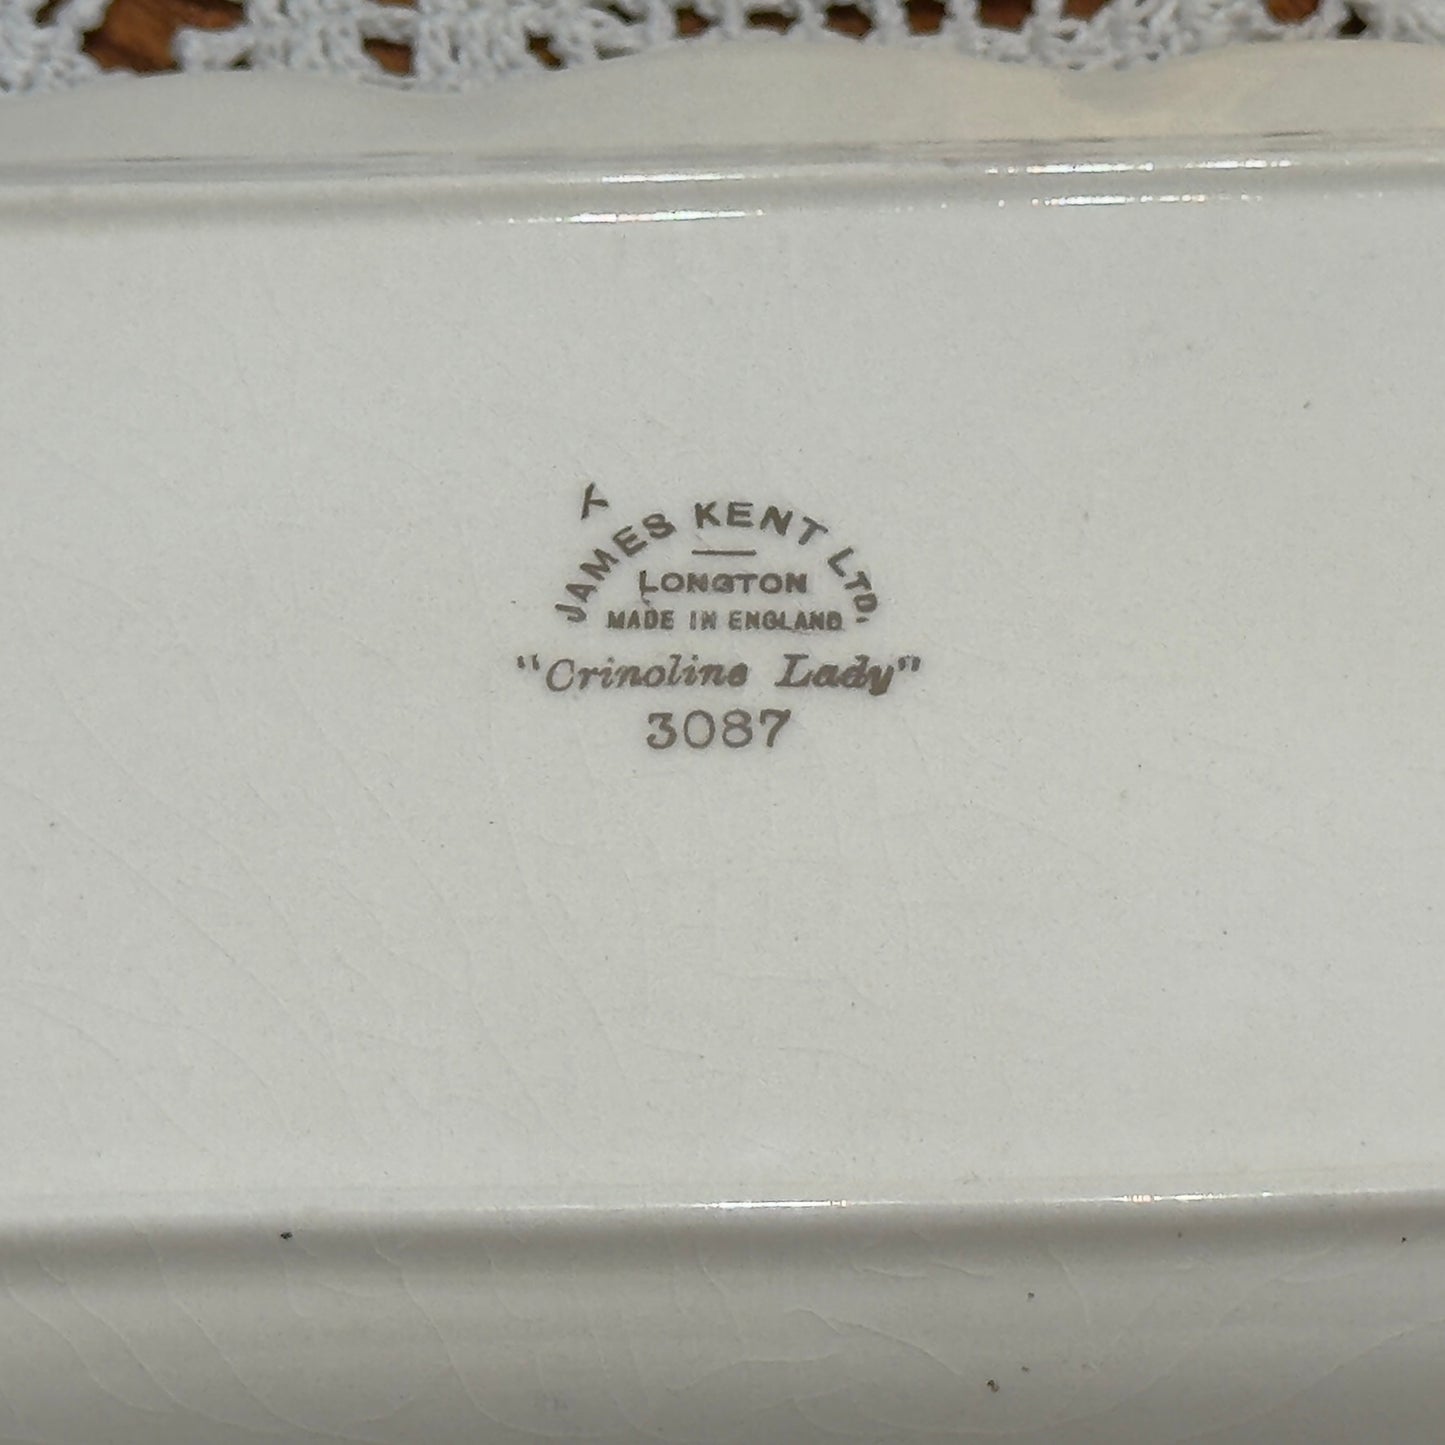 JAMES KENT LTD.
LONGTON
MADE IN ENGLAND
"Crinoline Lady"
3087